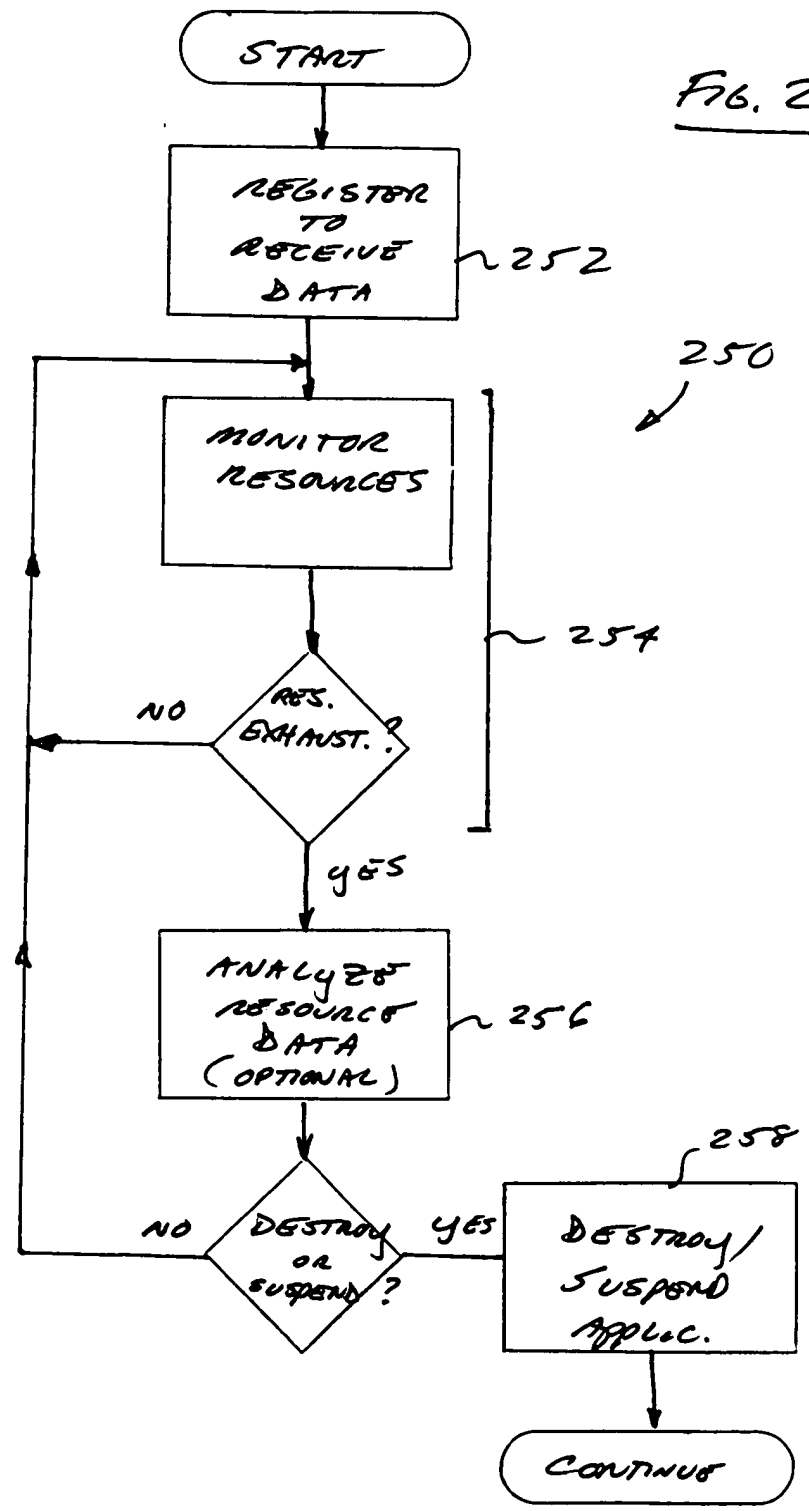 START
FIG. 2
REGISTER
TO
RECEIVE
DATA
252
250
MONITOR
RESOURCES
254
RES.
EXHAUST.?
NO
YES
ANALYZE
RESOURCE
DATA
(OPTIONAL)
256
258
NO
DESTROY
OR
SUSPEND?
YES
DESTROY/
SUSPEND
APPLIC.
CONTINUE